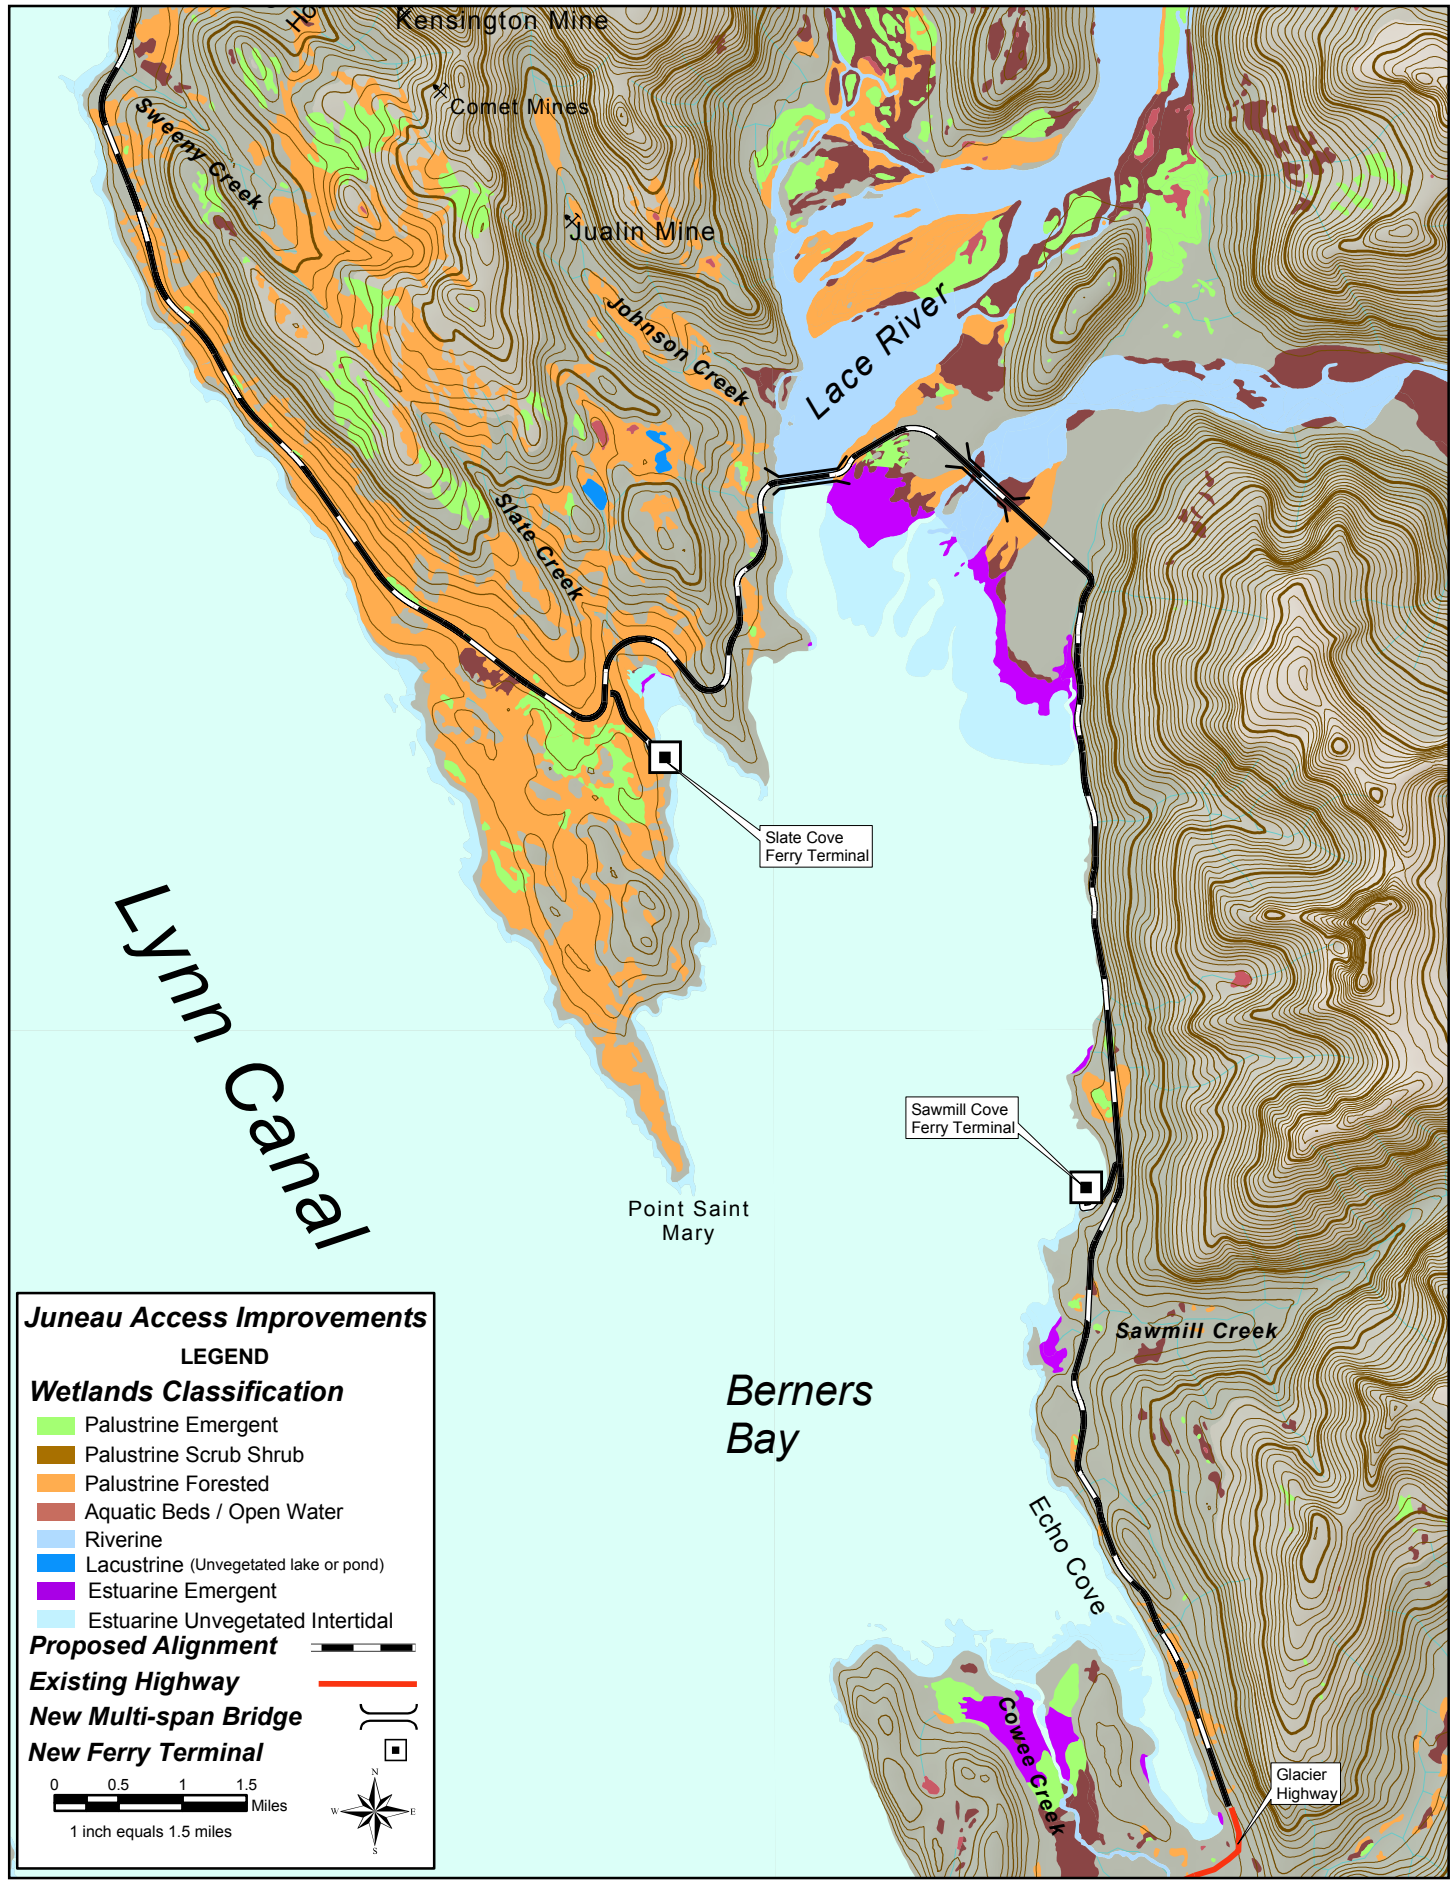 Kensington Mine
Comet Mines
Sweeny Creek
Jualin Mine
Johnson Creek
Lace River
Slate Creek
Slate Cove
Ferry Terminal
Lynn Canal
Sawmill Cove
Ferry Terminal
Point Saint
Mary
Sawmill Creek
Berners
Bay
Echo Cove
Cowee Creek
Glacier
Highway
Juneau Access Improvements
LEGEND
Wetlands Classification
Palustrine Emergent
Palustrine Scrub Shrub
Palustrine Forested
Aquatic Beds / Open Water
Riverine
Lacustrine (Unvegetated lake or pond)
Estuarine Emergent
Estuarine Unvegetated Intertidal
Proposed Alignment
Existing Highway
New Multi-span Bridge
New Ferry Terminal
0 0.5 1 1.5
Miles
1 inch equals 1.5 miles
N
W E
S